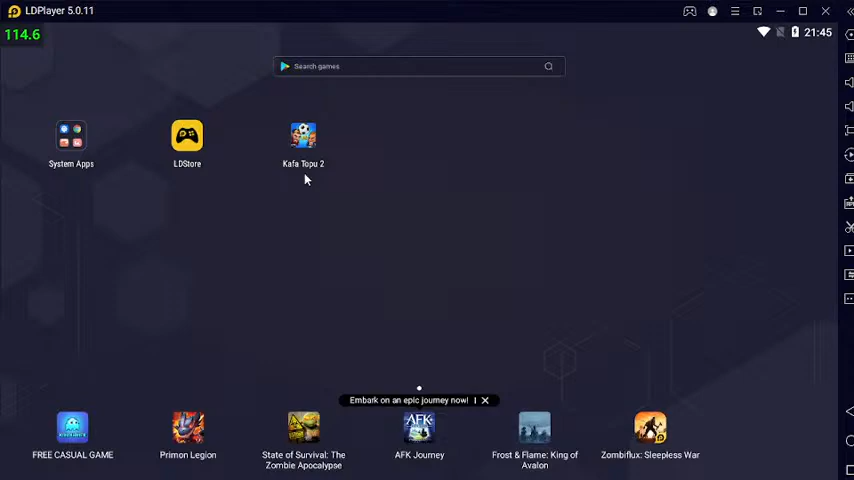 LDPlayer 5.0.11
114.6
21:45
Search games
System Apps
LDStore
Kafa Topu 2
Embark on an epic journey now!
FREE CASUAL GAME
Primon Legion
State of Survival: The
Zombie Apocalypse
AFK
AFK Journey
Frost & Flame: King of
Avalon
Zombiflux: Sleepless War